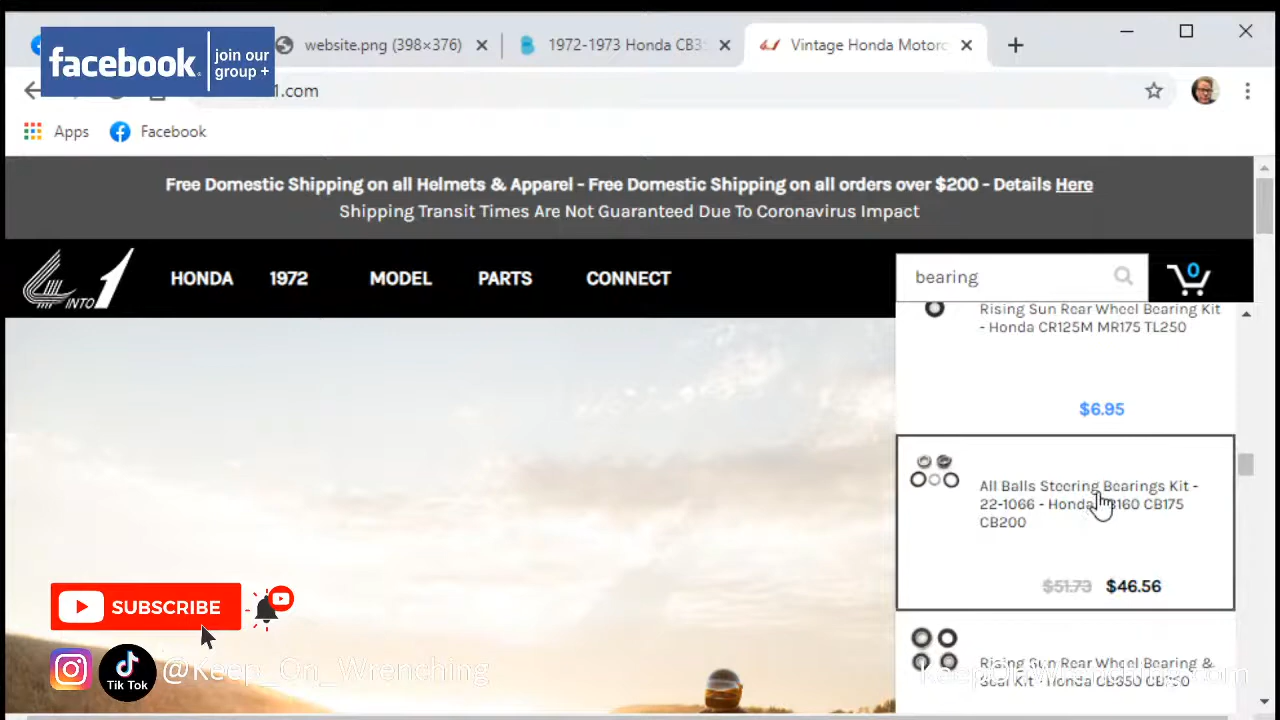 facebook
join our
group +
website.png (398×376)
1972-1973 Honda CB3
Vintage Honda Motorc
1.com
Apps
Facebook
Free Domestic Shipping on all Helmets & Apparel - Free Domestic Shipping on all orders over $200 - Details Here
Shipping Transit Times Are Not Guaranteed Due To Coronavirus Impact
INTO 1
HONDA 1972 MODEL PARTS CONNECT
bearing
0
Rising Sun Rear Wheel Bearing Kit
- Honda CR125M MR175 TL250
$6.95
All Balls Steering Bearings Kit -
22-1066 - Honda 160 CB175
CB200
$51.73 $46.56
Rising Sun Rear Wheel Bearing &
Seal Kit - Honda CB350
SUBSCRIBE
Tik Tok
@Keep_On_Wrenching
KeepOnWrenching.com